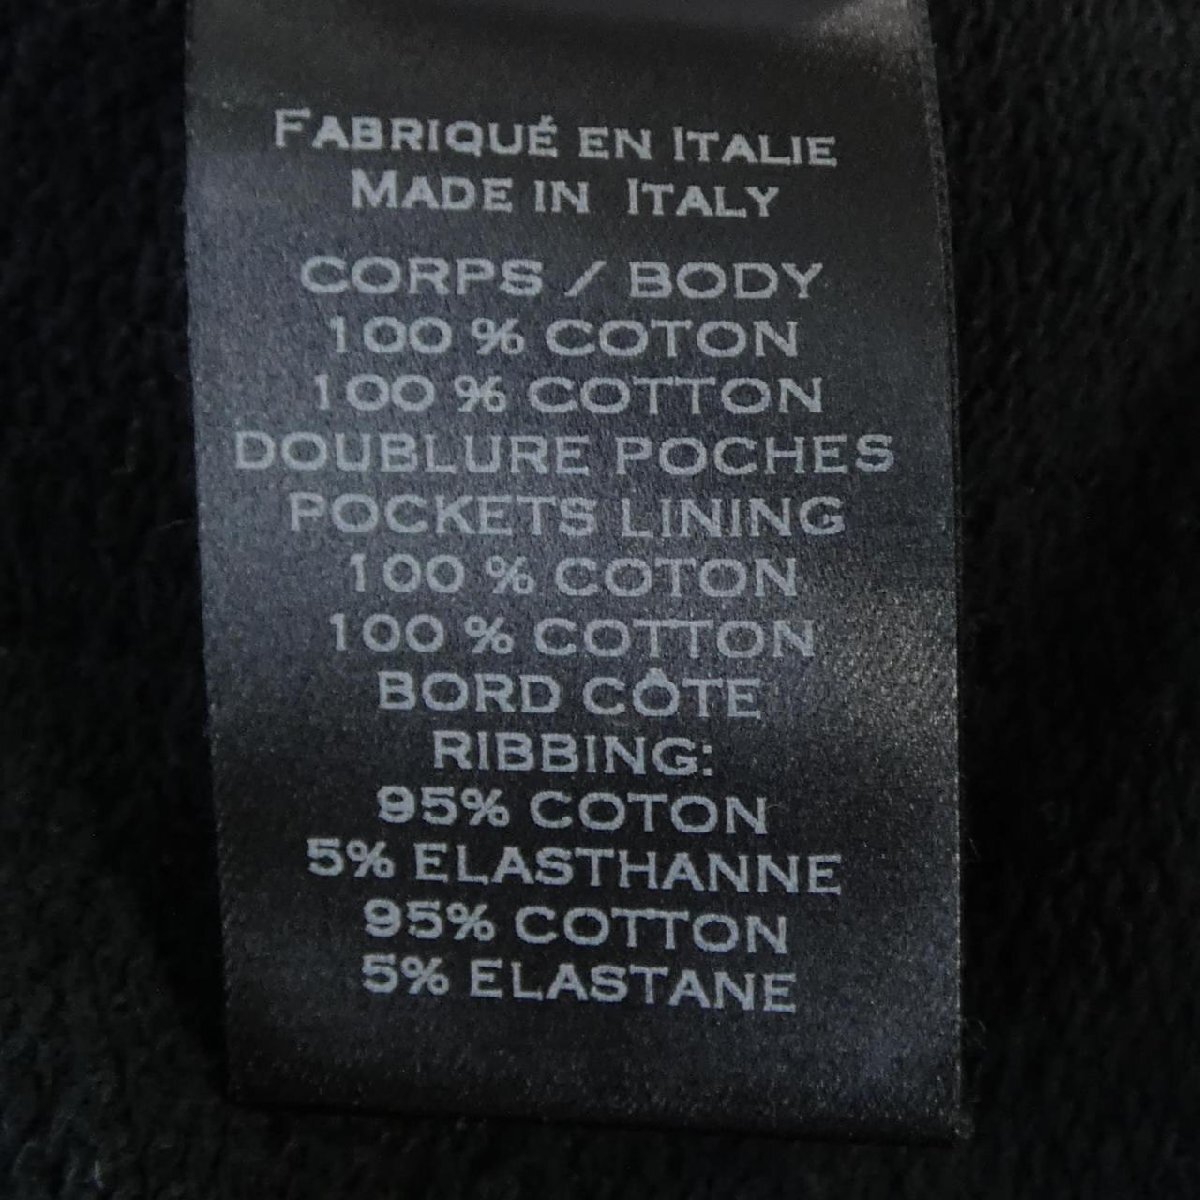 FABRIQUÉ EN ITALIE
MADE IN ITALY
CORPS / BODY
100 % COTON
100 % COTTON
DOUBLURE POCHES
POCKETS LINING
100 % COTON
100 % COTTON
BORD CÔTE
RIBBING:
95% COTON
5% ELASTHANNE
95% COTTON
5% ELASTANE